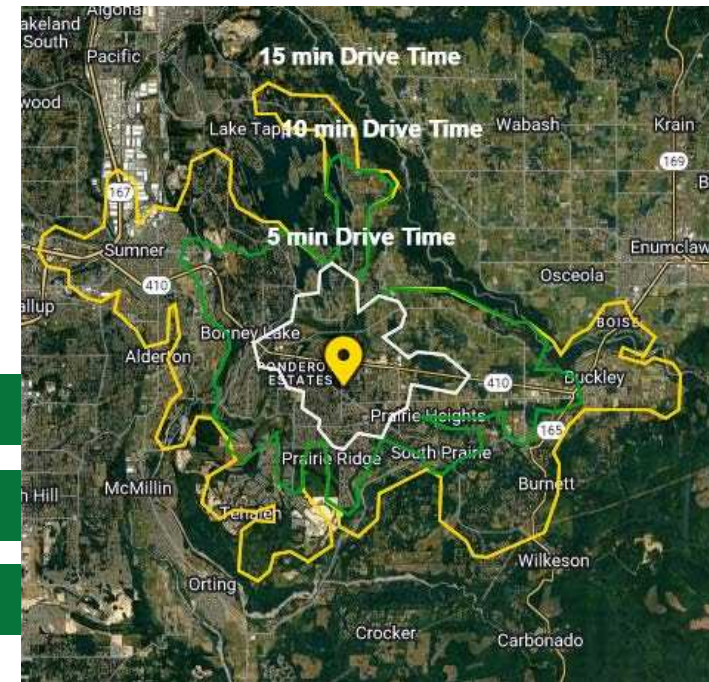 Algona
akeland
South
Pacific
15 min Drive Time
wood
Lake Tapp
10 min Drive Time
Wabash
Krain
169
B
167
5 min Drive Time
Sumner
Enumclaw
410
Osceola
allup
BOISE
Bonney Lake
Alderton
PONDERO
ESTATES
410
Buckley
Prairie Heights
165
Prairie Ridge
South Prairie
h Hill
McMillin
Burnett
Tehaleh
Wilkeson
Orting
Crocker
Carbonado